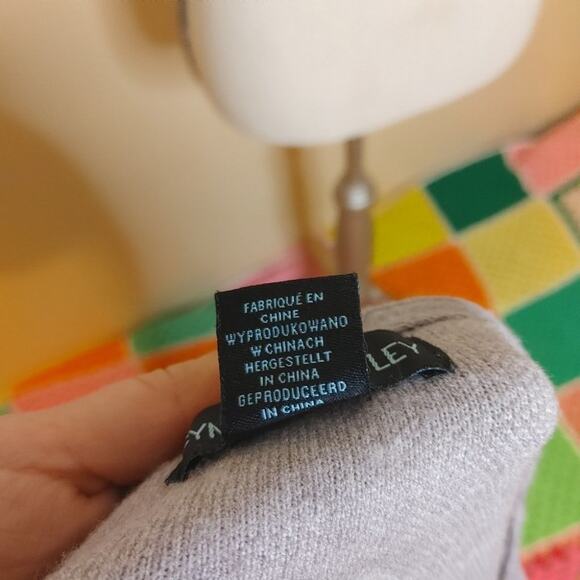 FABRIQUÉ EN
CHINE
WYPRODUKOWANO
W CHINACH
HERGESTELLT
IN CHINA
GEPRODUCEERD
IN CHINA